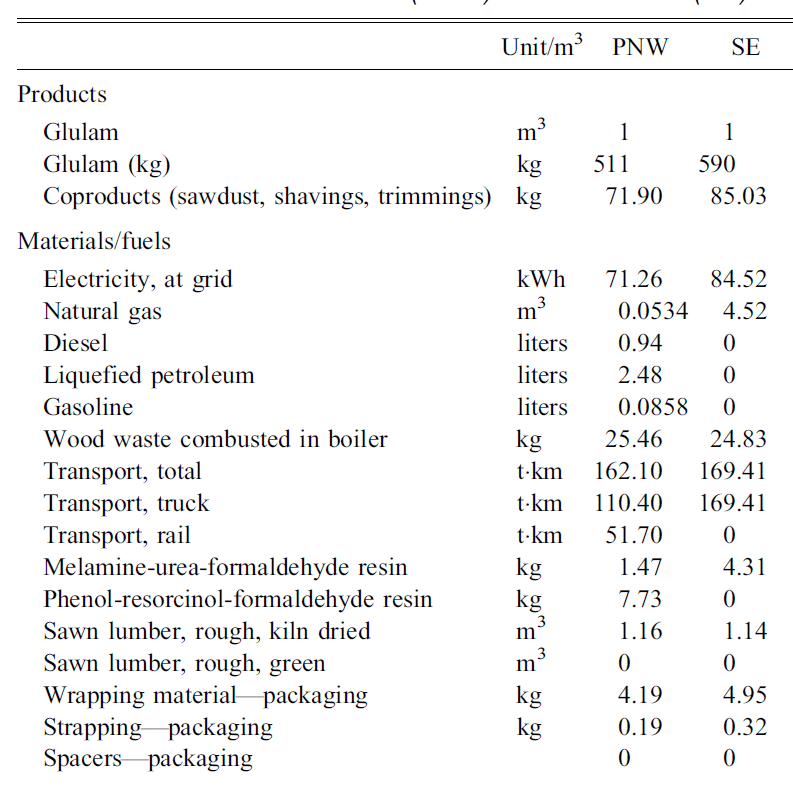 Unit/m³ PNW SE
Products
Glulam m³ 1 1
Glulam (kg) kg 511 590
Coproducts (sawdust, shavings, trimmings) kg 71.90 85.03
Materials/fuels
Electricity, at grid kWh 71.26 84.52
Natural gas m³ 0.0534 4.52
Diesel liters 0.94 0
Liquefied petroleum liters 2.48 0
Gasoline liters 0.0858 0
Wood waste combusted in boiler kg 25.46 24.83
Transport, total t·km 162.10 169.41
Transport, truck t·km 110.40 169.41
Transport, rail t·km 51.70 0
Melamine-urea-formaldehyde resin kg 1.47 4.31
Phenol-resorcinol-formaldehyde resin kg 7.73 0
Sawn lumber, rough, kiln dried m³ 1.16 1.14
Sawn lumber, rough, green m³ 0 0
Wrapping material—packaging kg 4.19 4.95
Strapping—packaging kg 0.19 0.32
Spacers—packaging 0 0